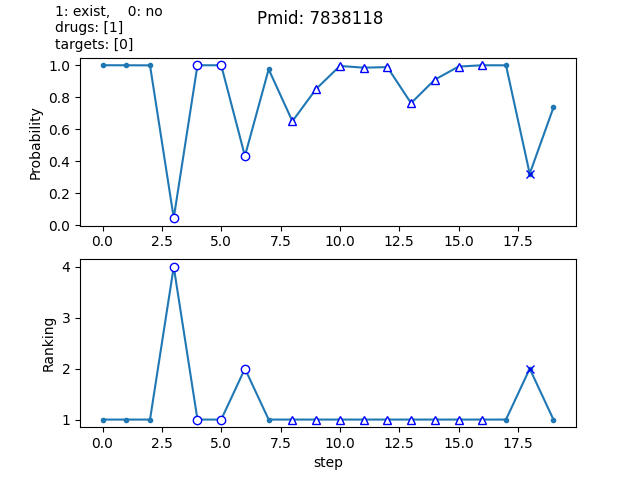 1: exist,    0: no
drugs: [1]
targets: [0]
Pmid: 7838118
Probability
1.0
0.8
0.6
0.4
0.2
0.0
0.0 2.5 5.0 7.5 10.0 12.5 15.0 17.5
Ranking
4
3
2
1
0.0 2.5 5.0 7.5 10.0 12.5 15.0 17.5
step